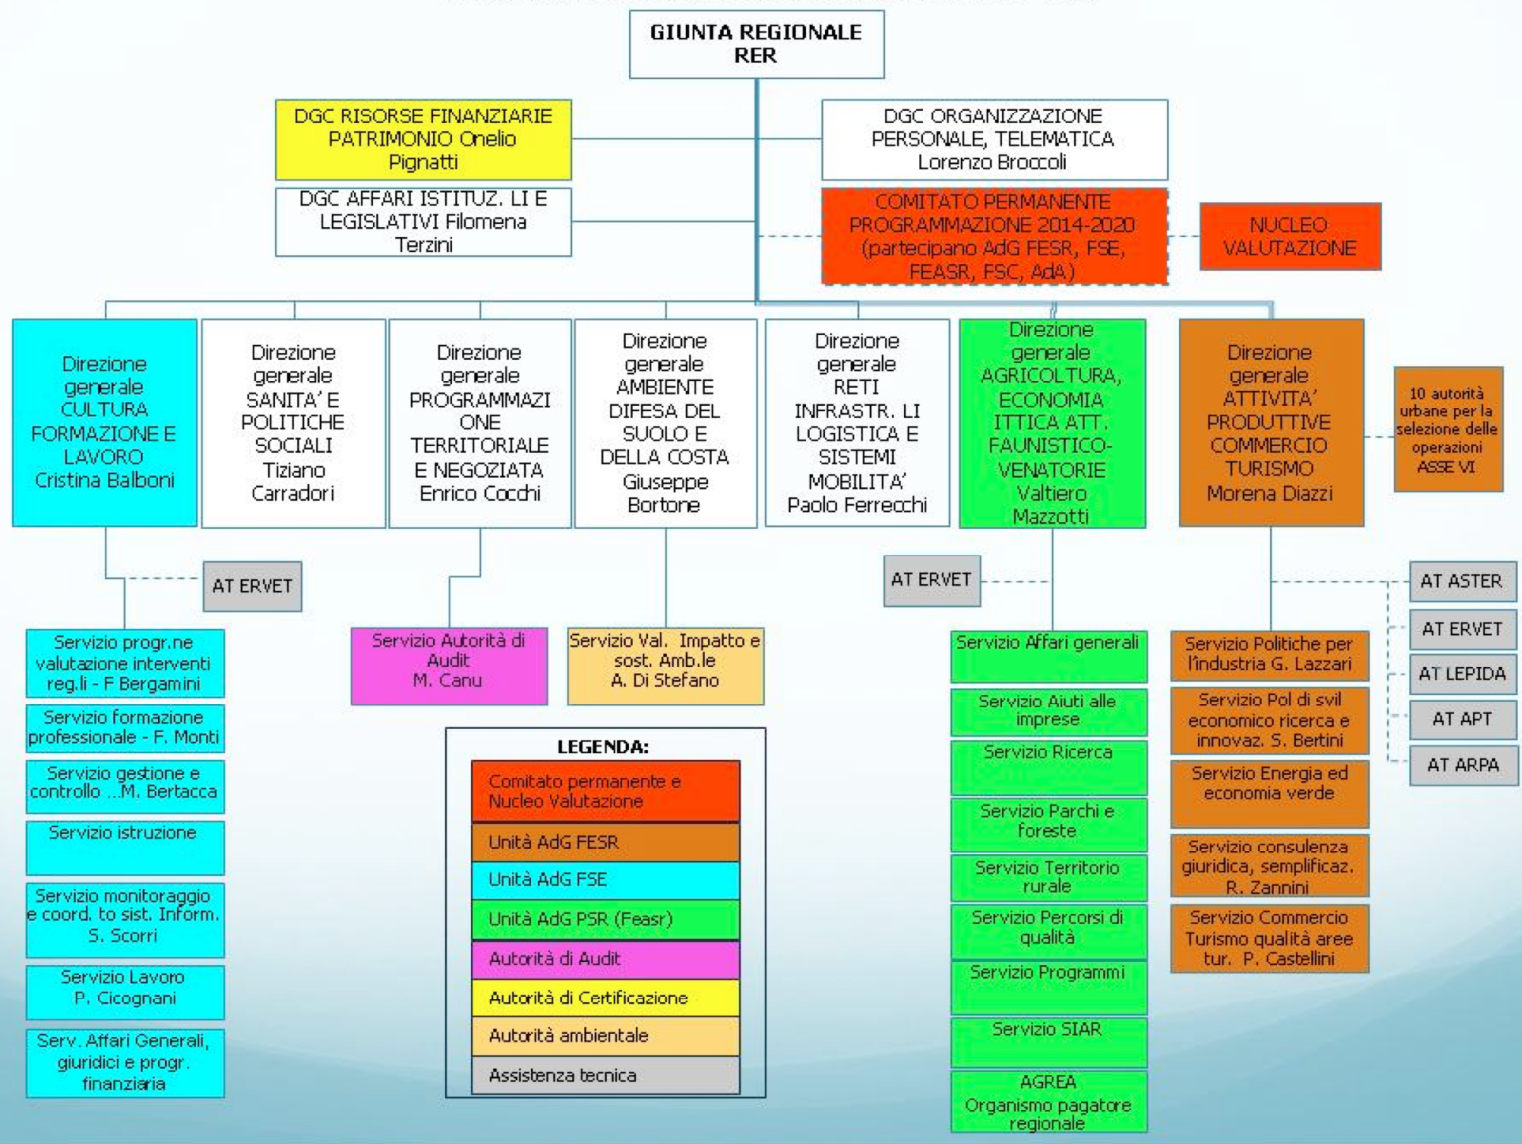 GIUNTA REGIONALE
RER
DGC RISORSE FINANZIARIE
PATRIMONIO Onelio
Pignatti
DGC ORGANIZZAZIONE
PERSONALE, TELEMATICA
Lorenzo Broccoli
DGC AFFARI ISTITUZ. LI E
LEGISLATIVI Filomena
Terzini
COMITATO PERMANENTE
PROGRAMMAZIONE 2014-2020
(partecipano AdG FESR, FSE,
FEASR, FSC, AdA)
NUCLEO
VALUTAZIONE
Direzione
generale
CULTURA
FORMAZIONE E
LAVORO
Cristina Balboni
Direzione
generale
SANITA’ E
POLITICHE
SOCIALI
Tiziano
Carradori
Direzione
generale
PROGRAMMAZI
ONE
TERRITORIALE
E NEGOZIATA
Enrico Cocchi
Direzione
generale
AMBIENTE
DIFESA DEL
SUOLO E
DELLA COSTA
Giuseppe
Bortone
Direzione
generale
RETI
INFRASTR. LI
LOGISTICA E
SISTEMI
MOBILITA’
Paolo Ferrecchi
Direzione
generale
AGRICOLTURA,
ECONOMIA
ITTICA ATT.
FAUNISTICO-
VENATORIE
Valtiero
Mazzotti
Direzione
generale
ATTIVITA’
PRODUTTIVE
COMMERCIO
TURISMO
Morena Diazzi
10 autorità
urbane per la
selezione delle
operazioni
ASSE VI
AT ERVET
Servizio progr.ne
valutazione interventi
reg.li - F Bergamini
Servizio formazione
professionale - F. Monti
Servizio gestione e
controllo ...M. Bertacca
Servizio istruzione
Servizio monitoraggio
e coord. to sist. Inform.
S. Scorri
Servizio Lavoro
P. Cicognani
Serv. Affari Generali,
giuridici e progr.
finanziaria
Servizio Autorità di
Audit
M. Canu
Servizio Val. Impatto e
sost. Amb.le
A. Di Stefano
LEGENDA:
Comitato permanente e
Nucleo Valutazione
Unità AdG FESR
Unità AdG FSE
Unità AdG PSR (Feasr)
Autorità di Audit
Autorità di Certificazione
Autorità ambientale
Assistenza tecnica
AT ERVET
Servizio Affari generali
Servizio Aiuti alle
imprese
Servizio Ricerca
Servizio Parchi e
foreste
Servizio Territorio
rurale
Servizio Percorsi di
qualità
Servizio Programmi
Servizio SIAR
AGREA
Organismo pagatore
regionale
Servizio Politiche per
l’industria G. Lazzari
Servizio Pol di svil
economico ricerca e
innovaz. S. Bertini
Servizio Energia ed
economia verde
Servizio consulenza
giuridica, semplificaz.
R. Zannini
Servizio Commercio
Turismo qualità aree
tur. P. Castellini
AT ASTER
AT ERVET
AT LEPIDA
AT APT
AT ARPA